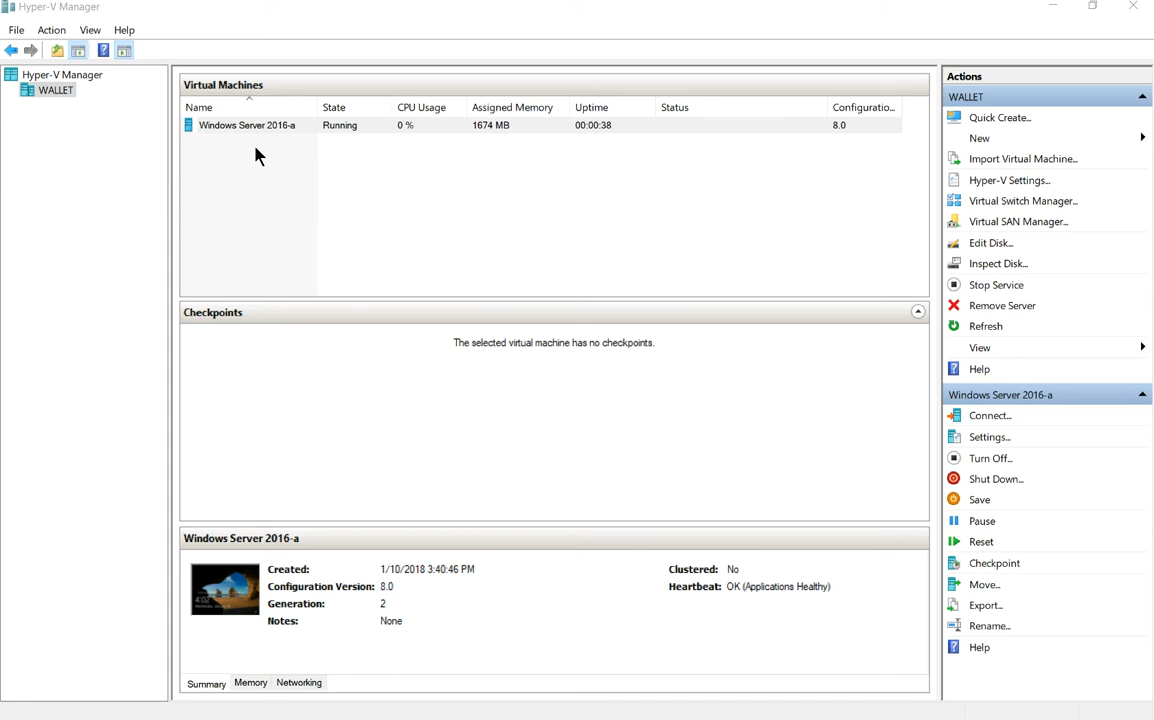 Hyper-V Manager
File Action View Help
Hyper-V Manager
WALLET
Virtual Machines
Name State CPU Usage Assigned Memory Uptime Status Configuratio...
Windows Server 2016-a Running 0 % 1674 MB 00:00:38 8.0
Checkpoints
The selected virtual machine has no checkpoints.
Windows Server 2016-a
Created: 1/10/2018 3:40:46 PM Clustered: No
Configuration Version: 8.0 Heartbeat: OK (Applications Healthy)
Generation: 2
Notes: None
4:02
Summary Memory Networking
Actions
WALLET
Quick Create...
New
Import Virtual Machine...
Hyper-V Settings...
Virtual Switch Manager...
Virtual SAN Manager...
Edit Disk...
Inspect Disk...
Stop Service
Remove Server
Refresh
View
Help
Windows Server 2016-a
Connect...
Settings...
Turn Off...
Shut Down...
Save
Pause
Reset
Checkpoint
Move...
Export...
Rename...
Help